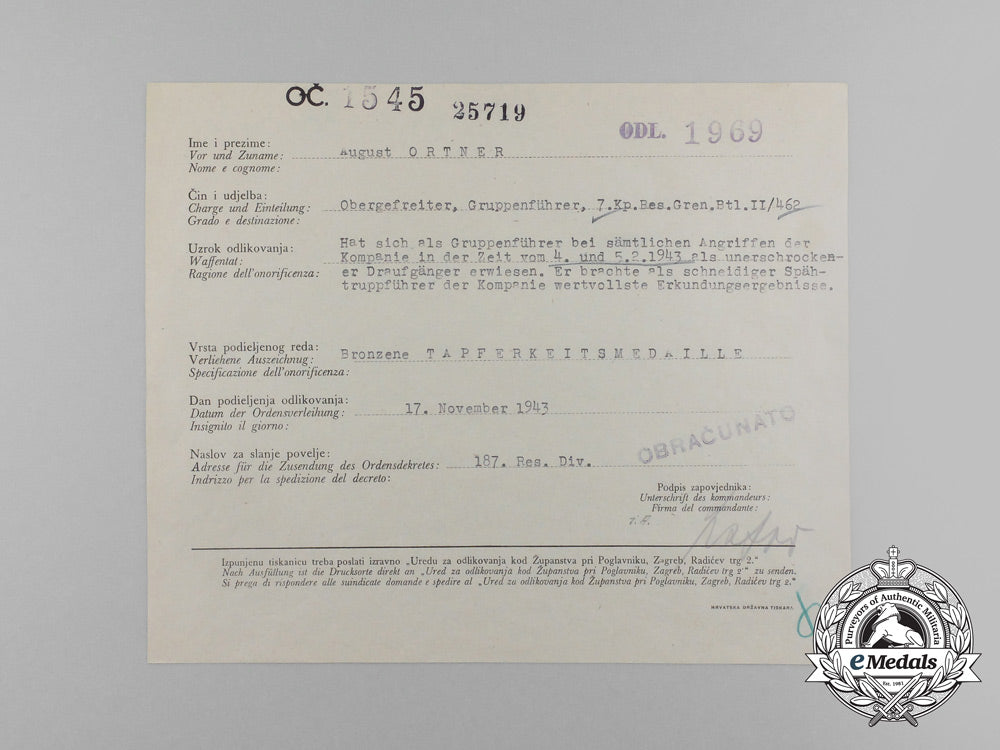 OČ. 1545 25719
ODL. 1969
Ime i prezime:
Vor und Zuname: August ORTNER
Nome e cognome:
Čin i udjelba:
Charge und Einteilung: Obergefreiter, Gruppenführer, 7.Kp.Res.Gren.Btl.II/462
Grado e destinazione:
Uzrok odlikovanja: Hat sich als Gruppenführer bei sämtlichen Angriffen der
Waffentat: Kompanie in der Zeit vom 4. und 5.2.1943 als unerschrocken-
Ragione dell'onorificenza: er Draufgänger erwiesen. Er brachte als schneidiger Späh-
truppführer der Kompanie wertvollste Erkundungsergebnisse.
Vrsta podieljenog reda:
Verliehene Auszeichnug: Bronzene TAPFERKEITSMEDAILLE
Specificazione dell'onorificenza:
Dan podieljenja odlikovanja:
Datum der Ordensverleihung: 17. November 1943
Insignito il giorno:
OBRAČUNATO
Naslov za slanje povelje:
Adresse für die Zusendung des Ordensdekretes: 187. Res. Div.
Indrizzo per la spedizione del decreto:
Podpis zapovjednika:
Unterschrift des kommandeurs:
Firma del commandante:
Izpunjenu tiskanicu treba poslati izravno „Uredu za odlikovanja kod Županstva pri Poglavniku, Zagreb, Radićev trg 2.“
Nach Ausfüllung ist die Drucksorte direkt an „Ured za odlikovanja kod Županstva pri Poglavniku, Zagreb, Radićev trg 2“ zu senden.
Si prega di rispondere alle suindicate domande e spedire al „Ured za odlikovanja kod Županstva pri Poglavniku, Zagreb, Radićev trg 2.“
HRVATSKA DRŽAVNA TISKARA
Purveyors of Authentic Militaria
eMedals
Est. 1981